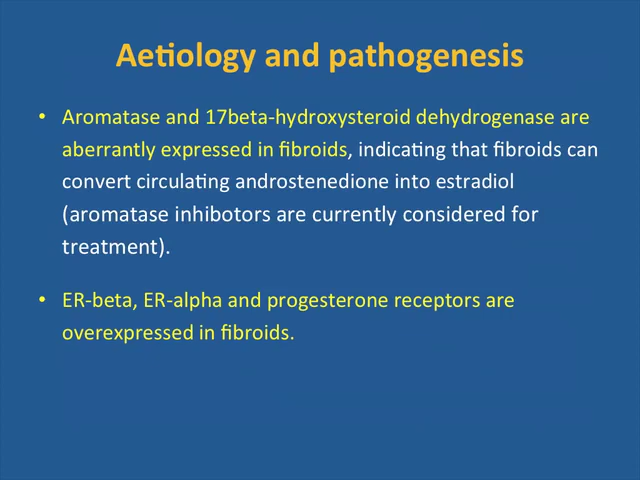 Aetiology and pathogenesis
• Aromatase and 17beta-hydroxysteroid dehydrogenase are
aberrantly expressed in fibroids, indicating that fibroids can
convert circulating androstenedione into estradiol
(aromatase inhibotors are currently considered for
treatment).
• ER-beta, ER-alpha and progesterone receptors are
overexpressed in fibroids.